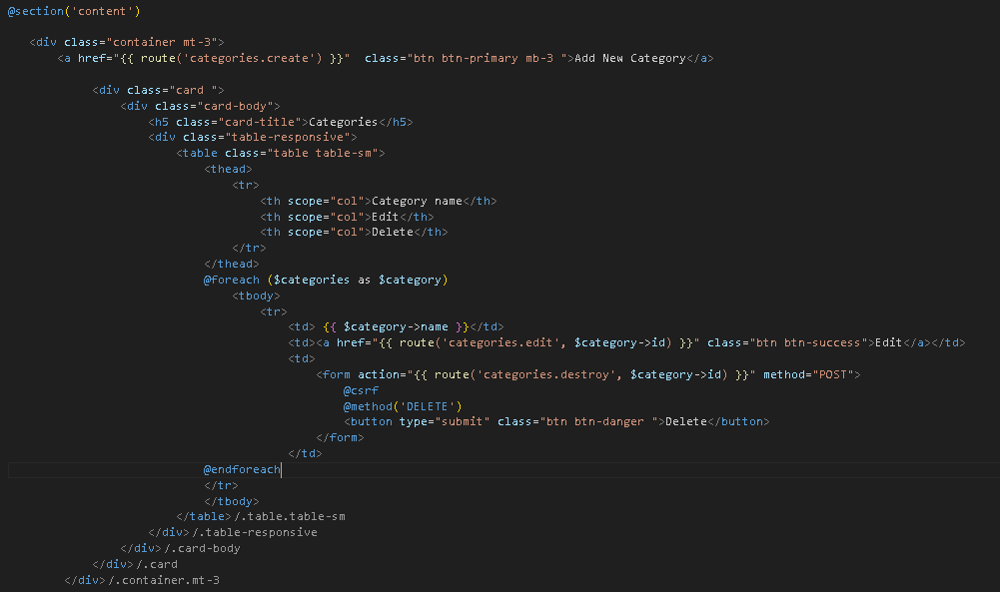 @section('content')
<div class="container mt-3">
<a href="{{ route('categories.create') }}"  class="btn btn-primary mb-3 ">Add New Category</a>
<div class="card ">
<div class="card-body">
<h5 class="card-title">Categories</h5>
<div class="table-responsive">
<table class="table table-sm">
<thead>
<tr>
<th scope="col">Category name</th>
<th scope="col">Edit</th>
<th scope="col">Delete</th>
</tr>
</thead>
@foreach ($categories as $category)
<tbody>
<tr>
<td> {{ $category->name }}</td>
<td><a href="{{ route('categories.edit', $category->id) }}" class="btn btn-success">Edit</a></td>
<td>
<form action="{{ route('categories.destroy', $category->id) }}" method="POST">
@csrf
@method('DELETE')
<button type="submit" class="btn btn-danger ">Delete</button>
</form>
</td>
@endforeach
</tr>
</tbody>
</table>/.table.table-sm
</div>/.table-responsive
</div>/.card-body
</div>/.card
</div>/.container.mt-3